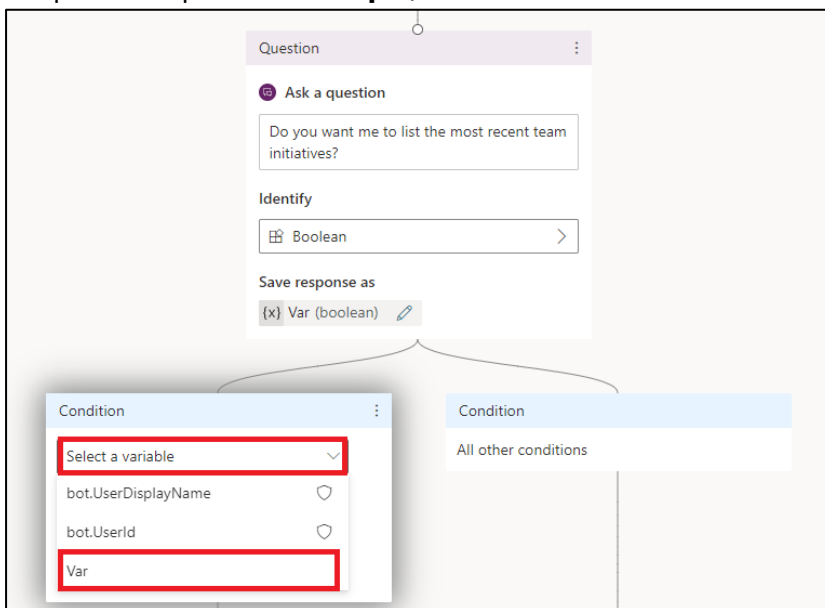 Question
Ask a question
Do you want me to list the most recent team
initiatives?
Identify
Boolean
Save response as
{x} Var (boolean)
Condition
Select a variable
bot.UserDisplayName
bot.UserId
Var
Condition
All other conditions